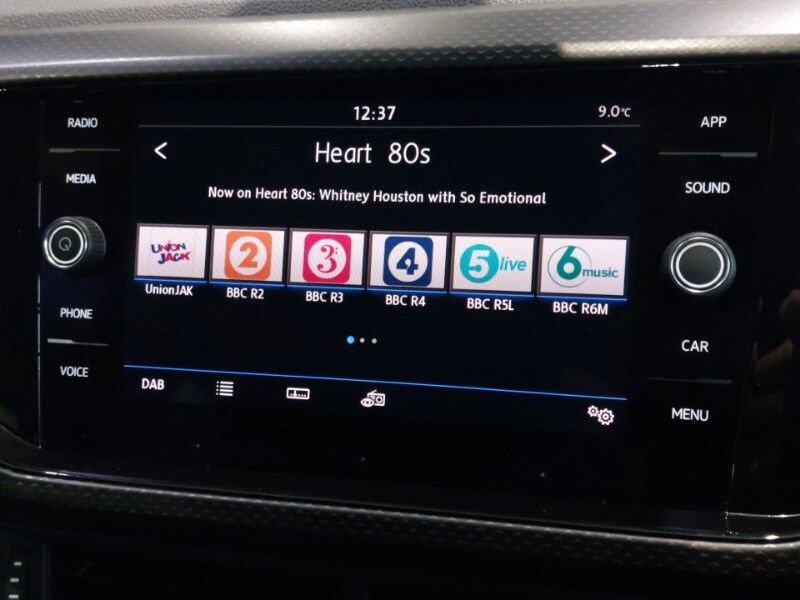 RADIO
12:37
9.0°C
APP
MEDIA
< Heart 80s >
SOUND
Now on Heart 80s: Whitney Houston with So Emotional
UNION JACK
2
3
4
5 live
6 music
UnionJAK
BBC R2
BBC R3
BBC R4
BBC R5L
BBC R6M
PHONE
CAR
VOICE
DAB
MENU